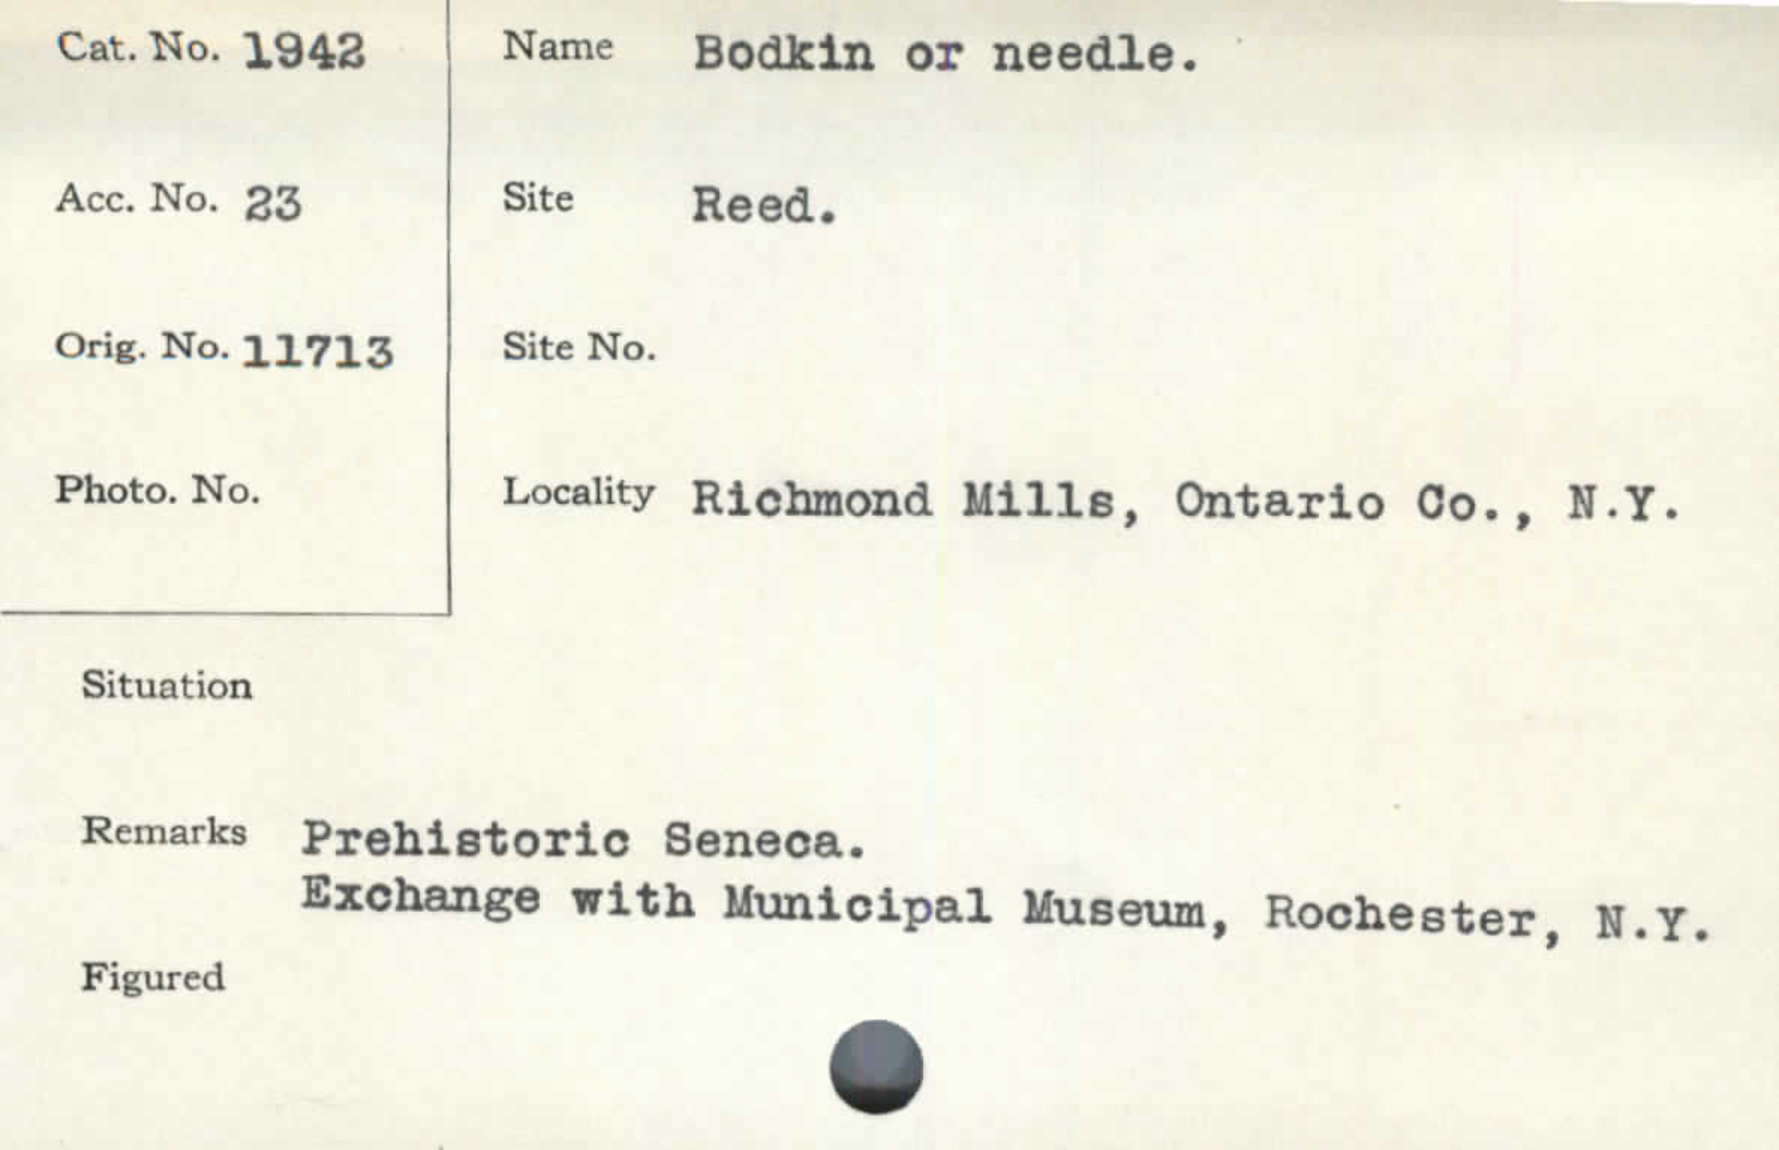 Cat. No. 1942
Name Bodkin or needle.
Acc. No. 23
Site Reed.
Orig. No. 11713
Site No.
Photo. No.
Locality Richmond Mills, Ontario Co., N.Y.
Situation
Remarks Prehistoric Seneca.
Exchange with Municipal Museum, Rochester, N.Y.
Figured